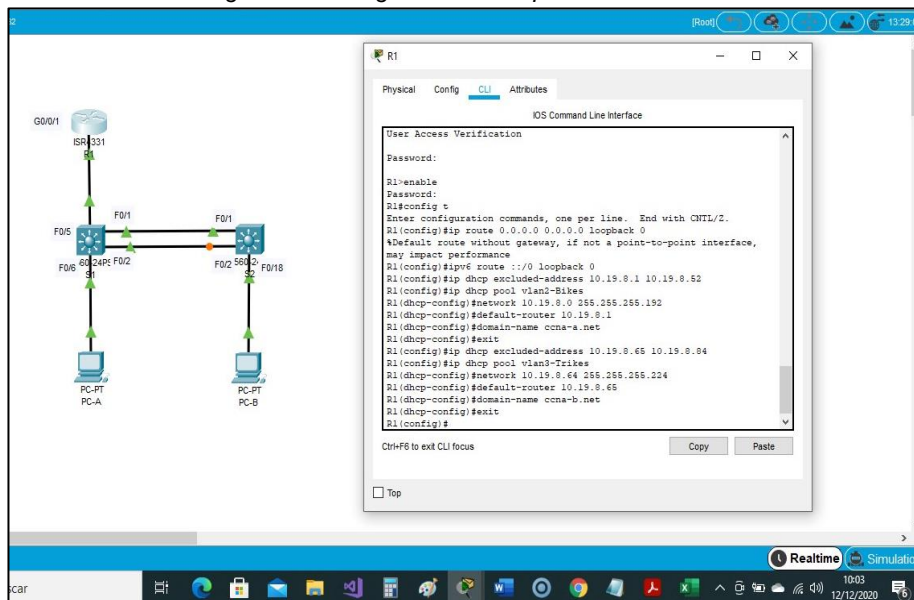 [Root]
13:29:
R1
Physical Config CLI Attributes
IOS Command Line Interface
User Access Verification
Password:
R1>enable
Password:
R1#config t
Enter configuration commands, one per line. End with CNTL/Z.
R1(config)#ip route 0.0.0.0 0.0.0.0 loopback 0
%Default route without gateway, if not a point-to-point interface,
may impact performance
R1(config)#ipv6 route ::/0 loopback 0
R1(config)#ip dhcp excluded-address 10.19.8.1 10.19.8.52
R1(config)#ip dhcp pool vlan2-Bikes
R1(dhcp-config)#network 10.19.8.0 255.255.255.192
R1(dhcp-config)#default-router 10.19.8.1
R1(dhcp-config)#domain-name ccna-a.net
R1(dhcp-config)#exit
R1(config)#ip dhcp excluded-address 10.19.8.65 10.19.8.84
R1(config)#ip dhcp pool vlan3-Trikes
R1(dhcp-config)#network 10.19.8.64 255.255.255.224
R1(dhcp-config)#default-router 10.19.8.65
R1(dhcp-config)#domain-name ccna-b.net
R1(dhcp-config)#exit
R1(config)#
Ctrl+F6 to exit CLI focus
Copy Paste
Top
G0/0/1
ISR4331
R1
F0/1 F0/1
F0/5
F0/6 F0/2 F0/2 F0/18
S1 S2
PC-PT PC-PT
PC-A PC-B
Realtime Simulatio
scar
10:03
12/12/2020